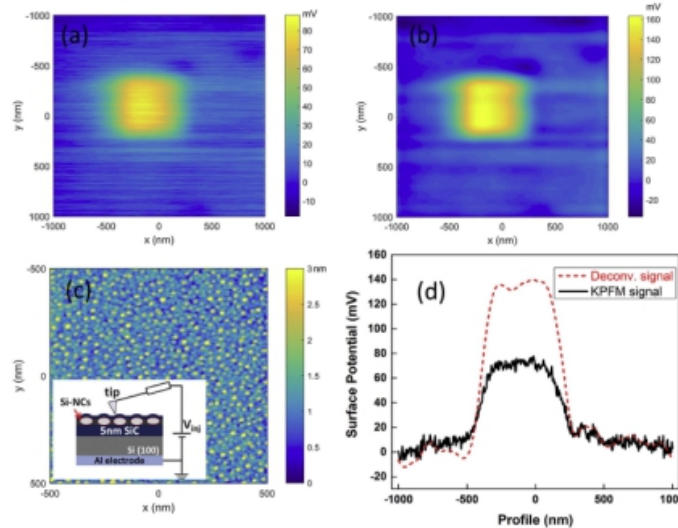 (a)
mV
80
70
60
50
40
30
20
10
0
-10
-1000
-500
0
500
1000
y (nm)
-1000 -500 0 500 1000
x (nm)
(b)
mV
160
140
120
100
80
60
40
20
0
-20
-1000
-500
0
500
1000
y (nm)
-1000 -500 0 500 1000
x (nm)
(c)
3 nm
2.5
2
1.5
1
0.5
0
-500
0
500
y (nm)
-500 0 500
x (nm)
tip
Si-NCs
Vinj
5nm SiC
Si (100)
Al electrode
(d)
Deconv. signal
KPFM signal
160
140
120
100
80
60
40
20
0
-20
Surface Potential (mV)
-1000 -500 0 500 1000
Profile (nm)